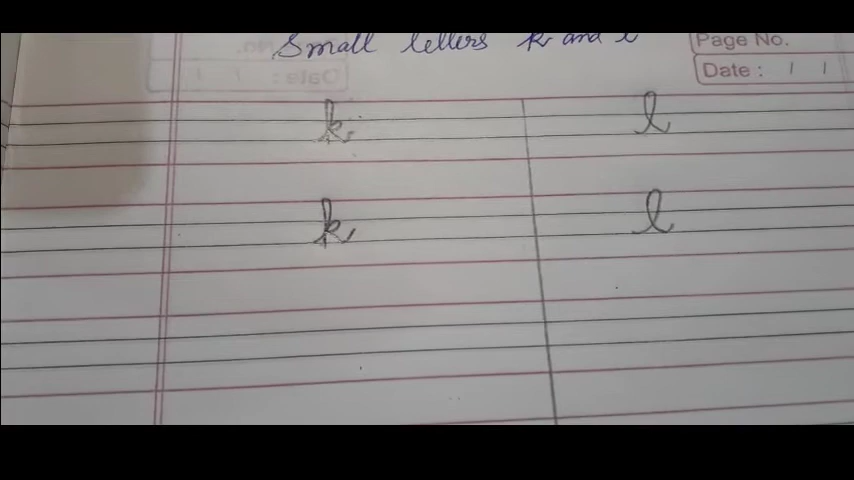 Small letters k and l
Page No.
Date : / /
k l
k l